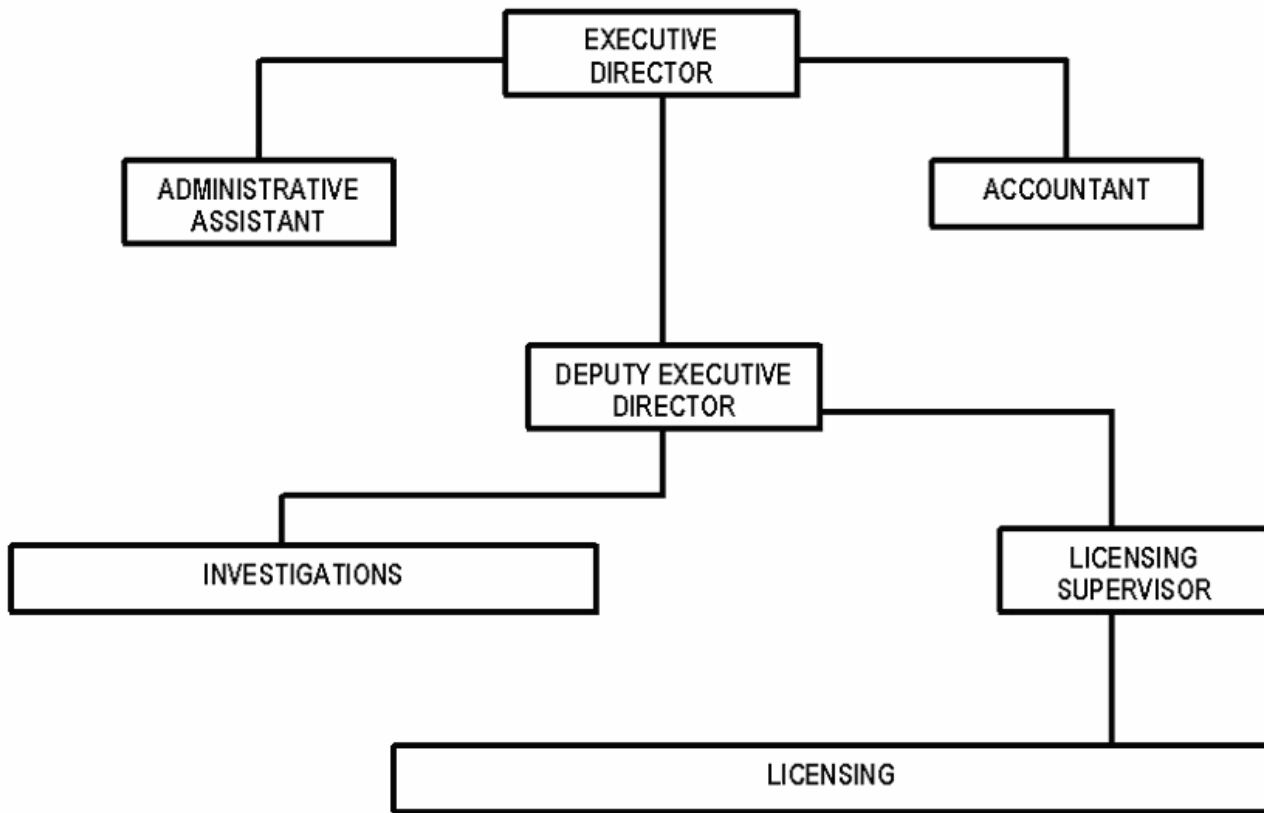 EXECUTIVE
DIRECTOR
ADMINISTRATIVE
ASSISTANT
ACCOUNTANT
DEPUTY EXECUTIVE
DIRECTOR
INVESTIGATIONS
LICENSING
SUPERVISOR
LICENSING